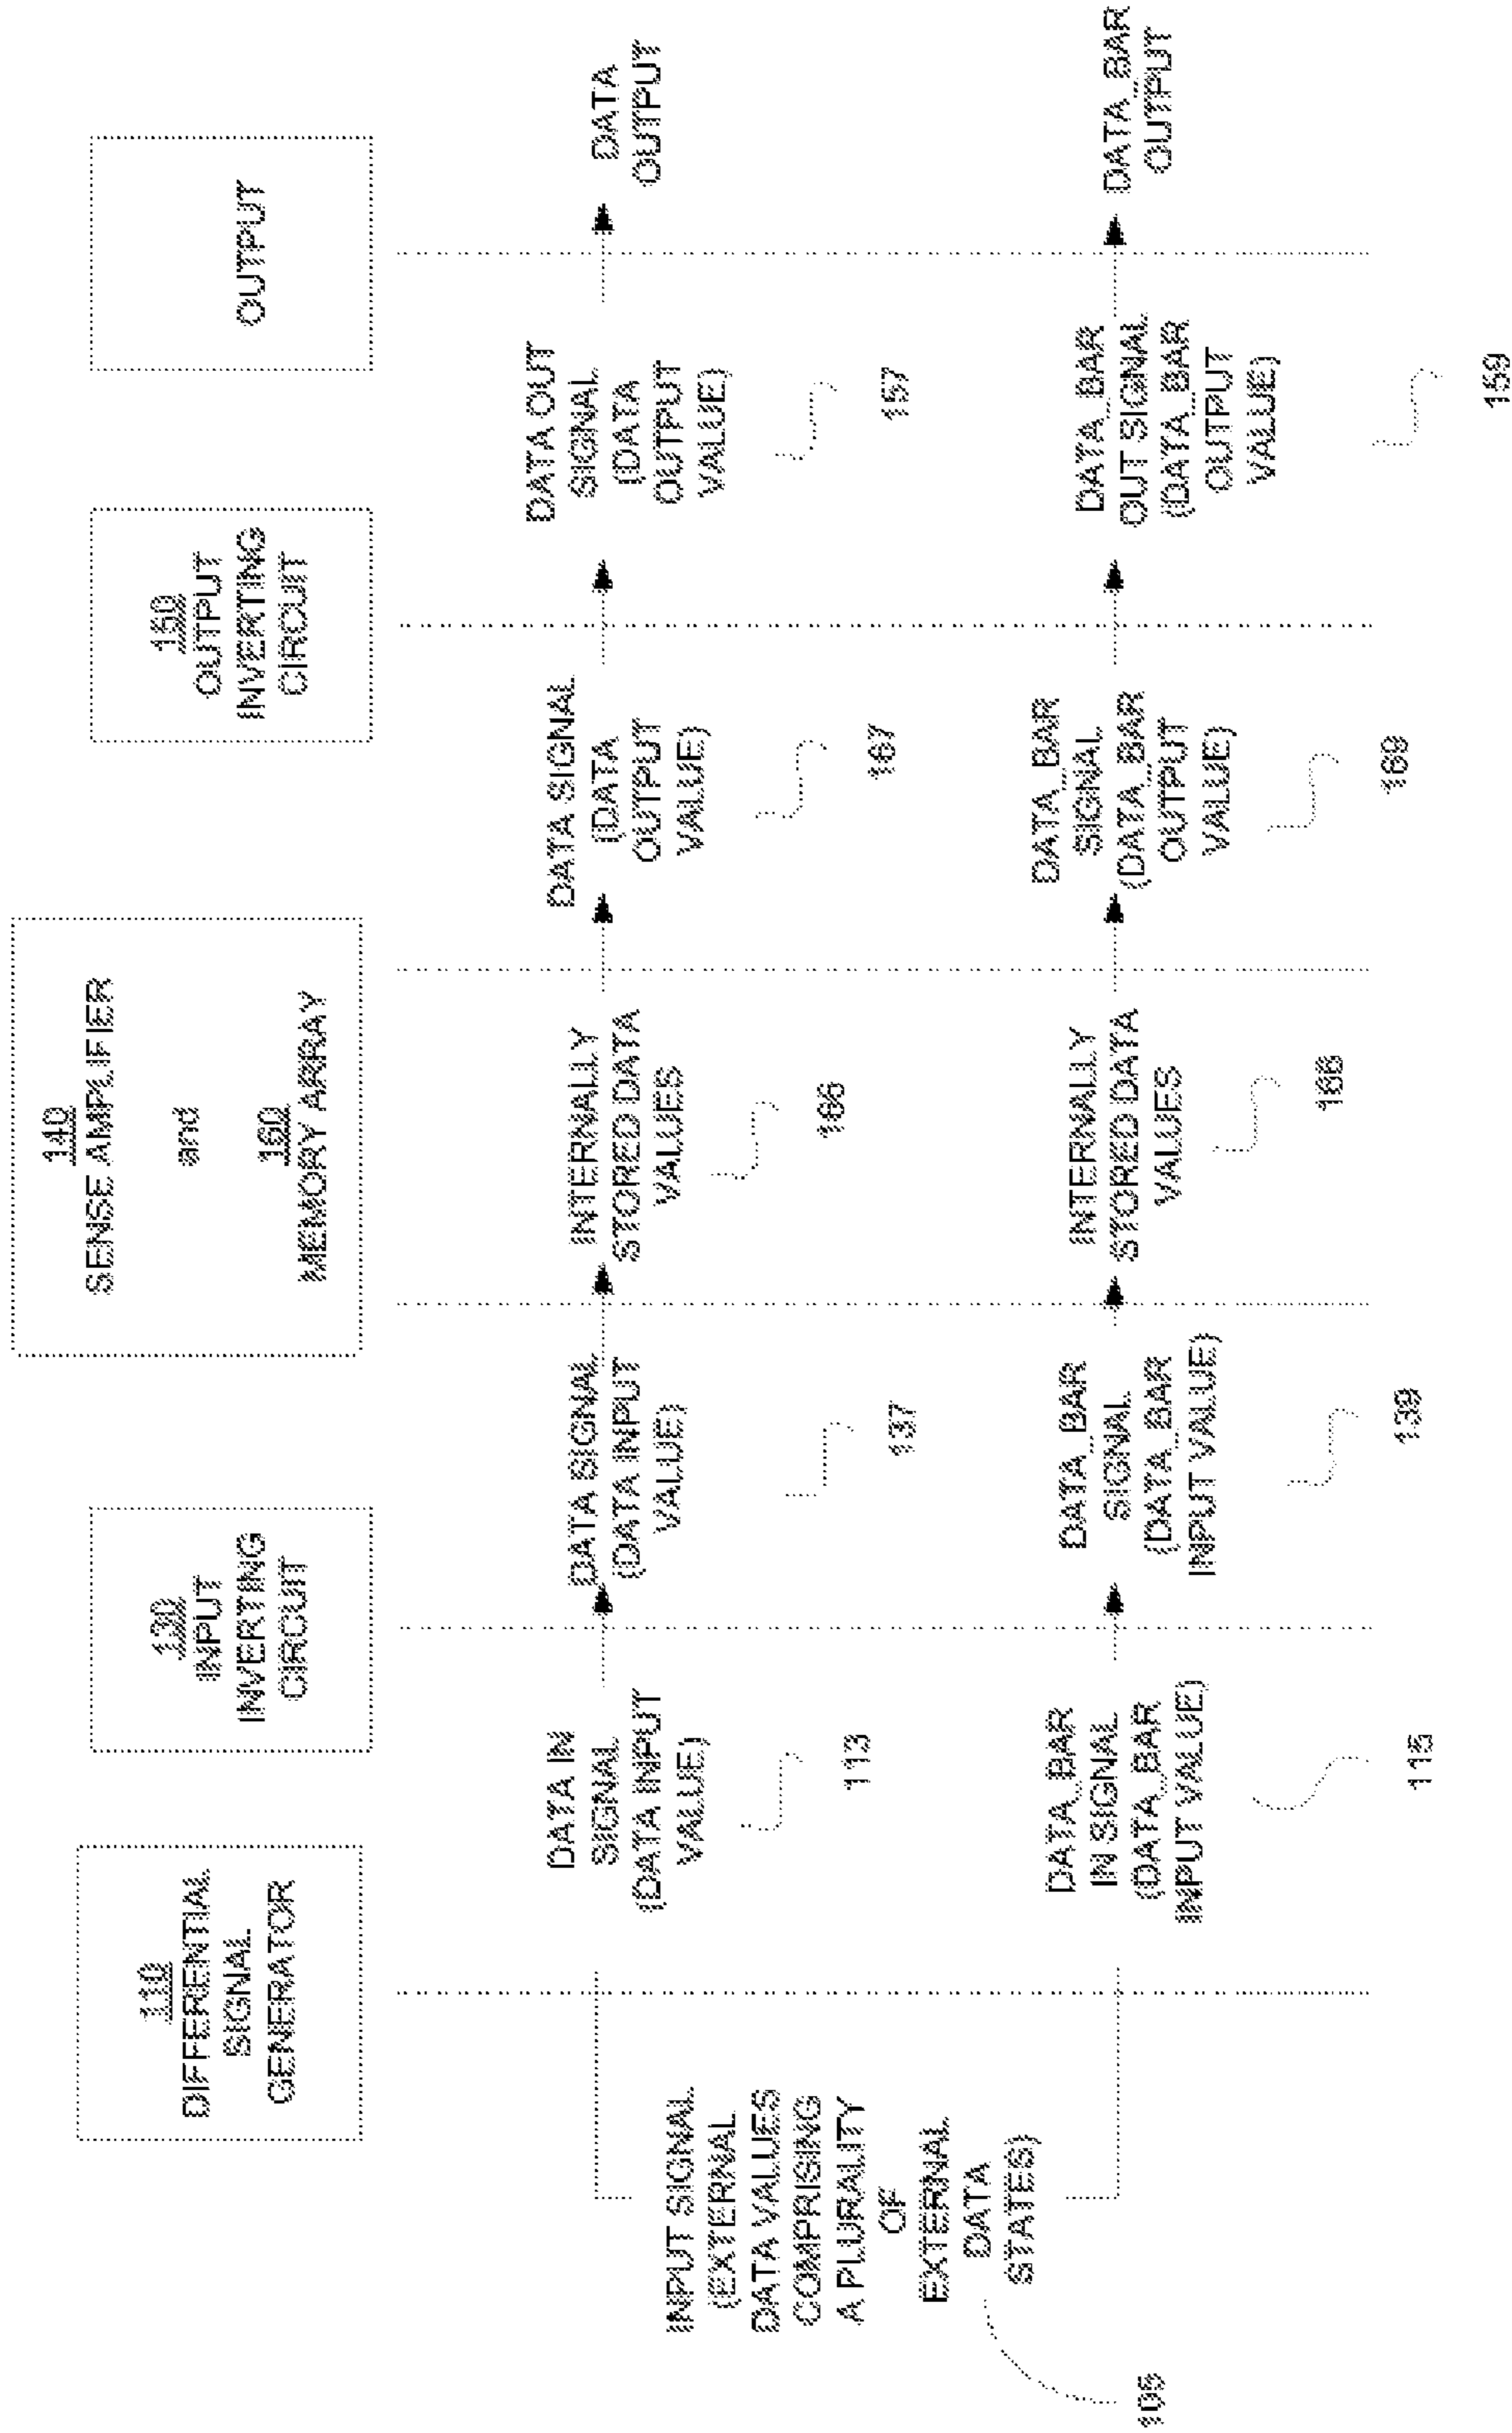 110
DIFFERENTIAL
SIGNAL
GENERATOR
130
INPUT
INVERTING
CIRCUIT
140
SENSE AMPLIFIER
and
160
MEMORY ARRAY
150
OUTPUT
INVERTING
CIRCUIT
OUTPUT
INPUT SIGNAL
(EXTERNAL
DATA VALUES
COMPRISING
A PLURALITY
OF
EXTERNAL
DATA
STATES)
105
DATA IN
SIGNAL
(DATA INPUT
VALUE)
113
DATA SIGNAL
(DATA INPUT
VALUE)
137
INTERNALLY
STORED DATA
VALUES
166
DATA SIGNAL
(DATA
OUTPUT
VALUE)
167
DATA OUT
SIGNAL
(DATA
OUTPUT
VALUE)
157
DATA
OUTPUT
DATA_BAR
IN SIGNAL
(DATA_BAR
INPUT VALUE)
115
DATA_BAR
SIGNAL
(DATA_BAR
INPUT VALUE)
139
INTERNALLY
STORED DATA
VALUES
166
DATA_BAR
SIGNAL
(DATA_BAR
OUTPUT
VALUE)
169
DATA_BAR
OUT SIGNAL
(DATA_BAR
OUTPUT
VALUE)
159
DATA_BAR
OUTPUT